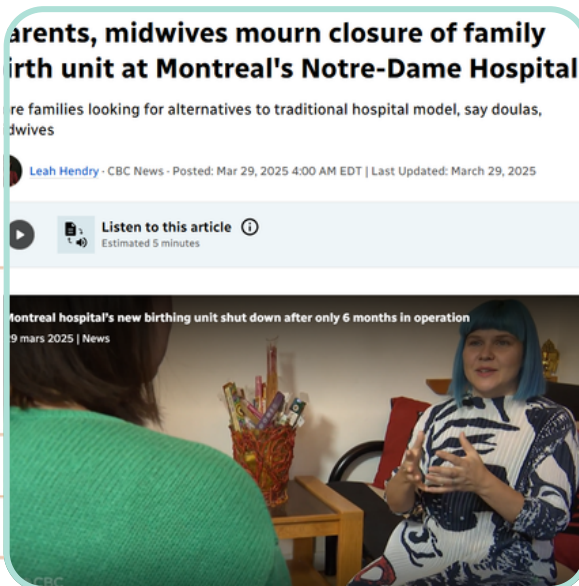 arents, midwives mourn closure of family
irth unit at Montreal's Notre-Dame Hospital
re families looking for alternatives to traditional hospital model, say doulas,
dwives
Leah Hendry · CBC News · Posted: Mar 29, 2025 4:00 AM EDT | Last Updated: March 29, 2025
Listen to this article
Estimated 5 minutes
Montreal hospital's new birthing unit shut down after only 6 months in operation
9 mars 2025 | News
CBC